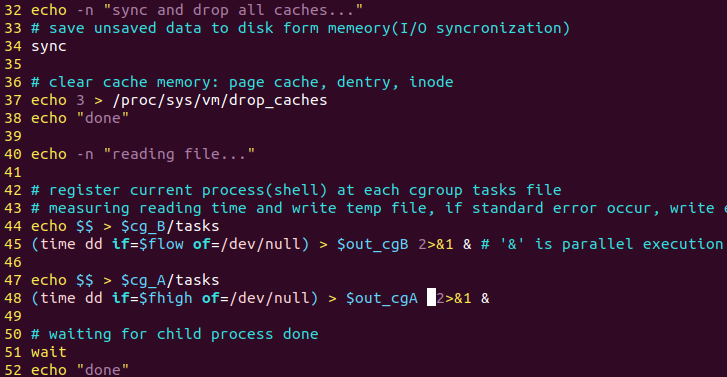 32 echo -n "sync and drop all caches..."
33 # save unsaved data to disk form memeory(I/O syncronization)
34 sync
35
36 # clear cache memory: page cache, dentry, inode
37 echo 3 > /proc/sys/vm/drop_caches
38 echo "done"
39
40 echo -n "reading file..."
41
42 # register current process(shell) at each cgroup tasks file
43 # measuring reading time and write temp file, if standard error occur, write
44 echo $$ > $cg_B/tasks
45 (time dd if=$flow of=/dev/null) > $out_cgB 2>&1 & # '&' is parallel execution
46
47 echo $$ > $cg_A/tasks
48 (time dd if=$fhigh of=/dev/null) > $out_cgA 2>&1 &
49
50 # waiting for child process done
51 wait
52 echo "done"